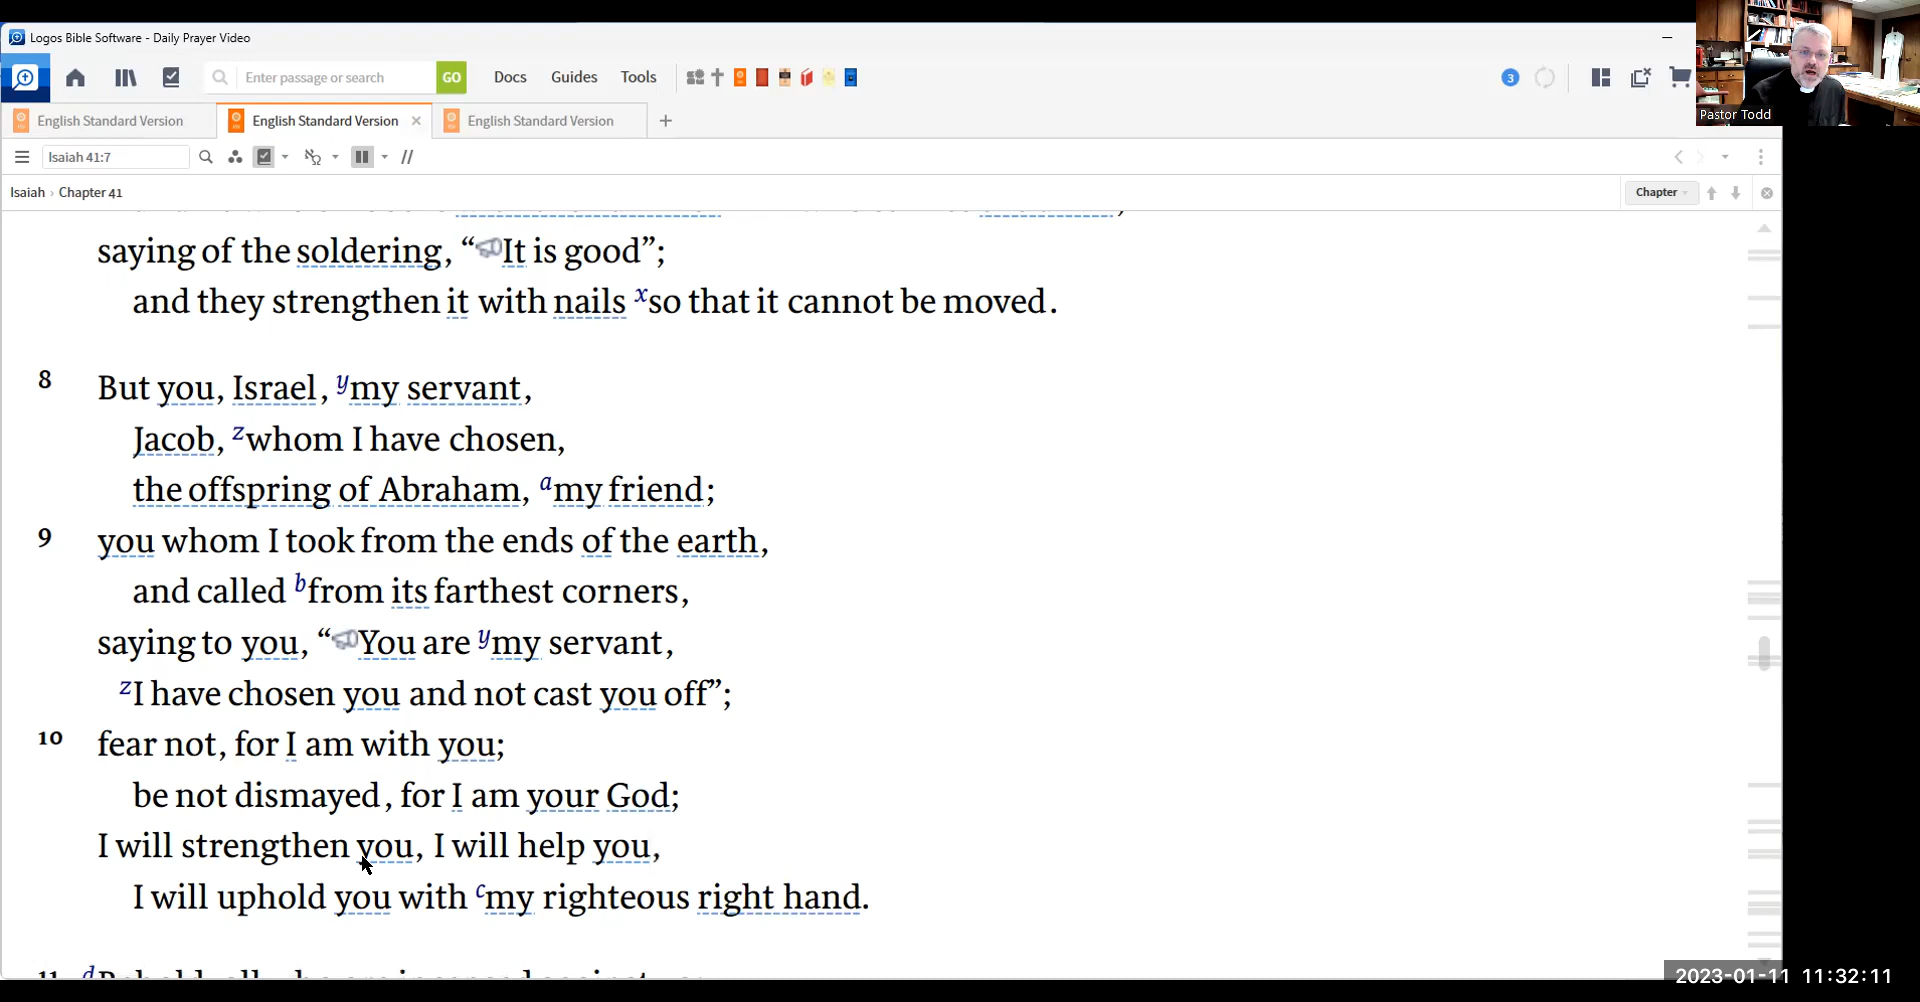 Logos Bible Software - Daily Prayer Video
Enter passage or search GO Docs Guides Tools 3
Pastor Todd
English Standard Version English Standard Version English Standard Version
Isaiah 41:7
Isaiah › Chapter 41 Chapter
saying of the soldering, “It is good”;
and they strengthen it with nails xso that it cannot be moved.
8 But you, Israel, ymy servant,
Jacob, zwhom I have chosen,
the offspring of Abraham, amy friend;
9 you whom I took from the ends of the earth,
and called bfrom its farthest corners,
saying to you, “You are ymy servant,
zI have chosen you and not cast you off”;
10 fear not, for I am with you;
be not dismayed, for I am your God;
I will strengthen you, I will help you,
I will uphold you with cmy righteous right hand.
2023-01-11 11:32:11